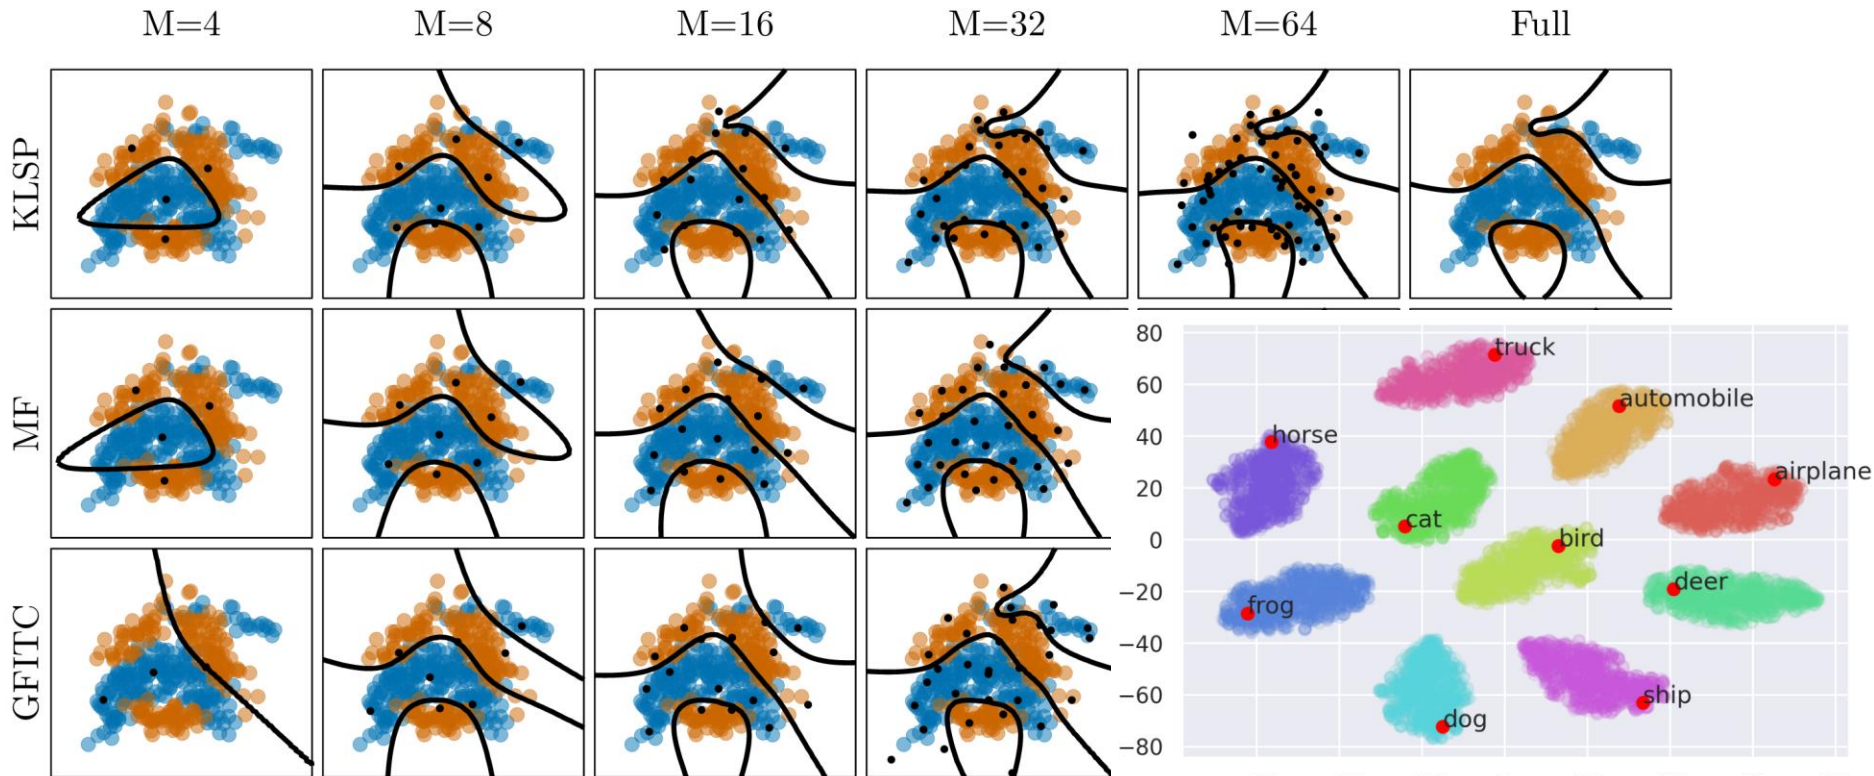 M=4 M=8 M=16 M=32 M=64 Full
KLSP
MF
GFITC
80
60
40
20
0
−20
−40
−60
−80
truck
automobile
horse
airplane
cat
bird
deer
frog
ship
dog